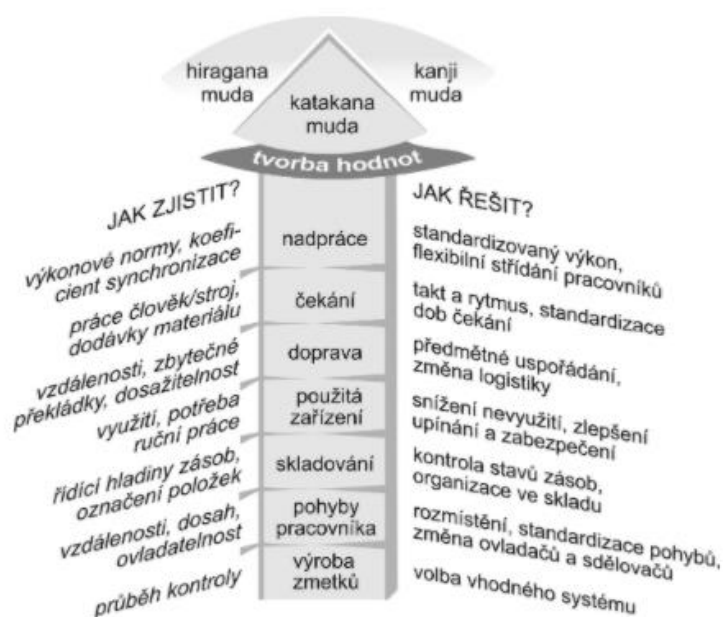 hiragana
muda
katakana
muda
kanji
muda
tvorba hodnot
JAK ZJISTIT?
JAK ŘEŠIT?
výkonové normy, koefi-
cient synchronizace
nadpráce
standardizovaný výkon,
flexibilní střídání pracovníků
práce člověk/stroj,
dodávky materiálu
čekání
takt a rytmus, standardizace
dob čekání
vzdálenosti, zbytečné
překládky, dosažitelnost
doprava
předmětné uspořádání,
změna logistiky
využití, potřeba
ruční práce
použitá
zařízení
snížení nevyužití, zlepšení
upínání a zabezpečení
řídící hladiny zásob,
označení položek
skladování
kontrola stavů zásob,
organizace ve skladu
vzdálenosti, dosah,
ovladatelnost
pohyby
pracovníka
rozmístění, standardizace pohybů,
změna ovladačů a sdělovačů
průběh kontroly
výroba
zmetků
volba vhodného systému